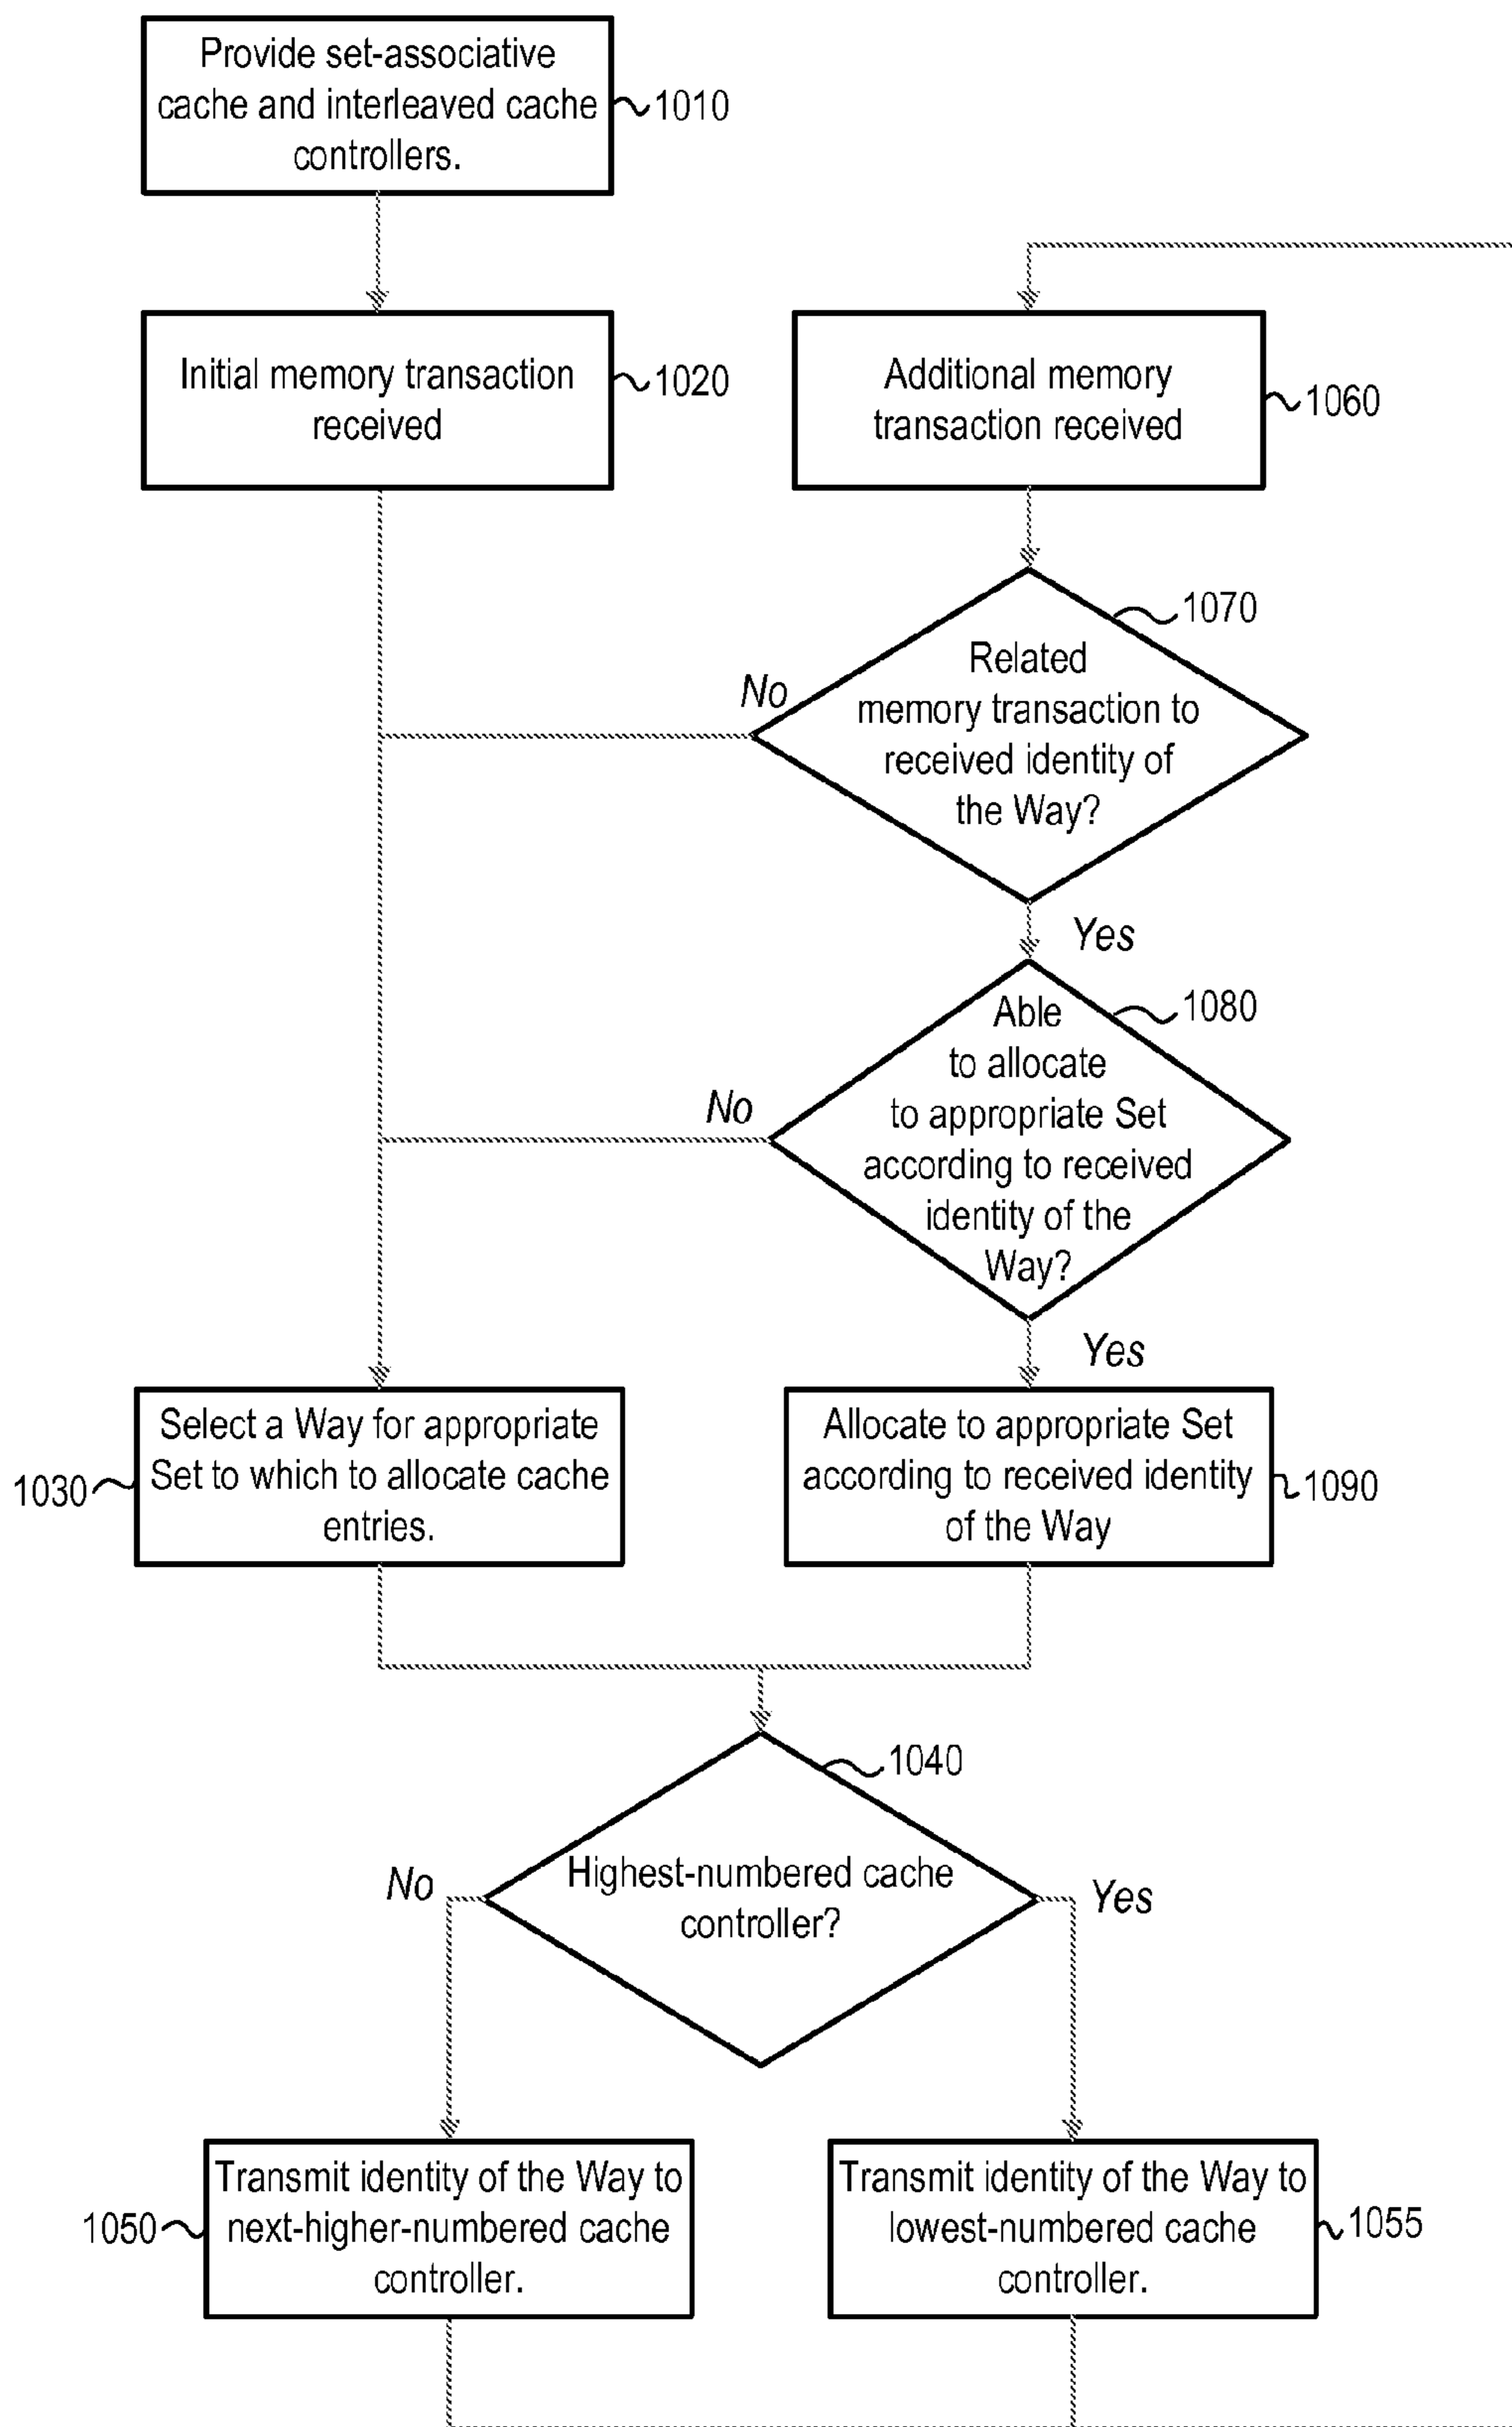 Provide set-associative
cache and interleaved cache
controllers.
1010
Initial memory transaction
received
1020
Additional memory
transaction received
1060
1070
Related
memory transaction to
received identity of
the Way?
No
Yes
1080
Able
to allocate
to appropriate Set
according to received
identity of the
Way?
No
Yes
Select a Way for appropriate
Set to which to allocate cache
entries.
1030
Allocate to appropriate Set
according to received identity
of the Way
1090
1040
Highest-numbered cache
controller?
No
Yes
Transmit identity of the Way to
next-higher-numbered cache
controller.
1050
Transmit identity of the Way to
lowest-numbered cache
controller.
1055